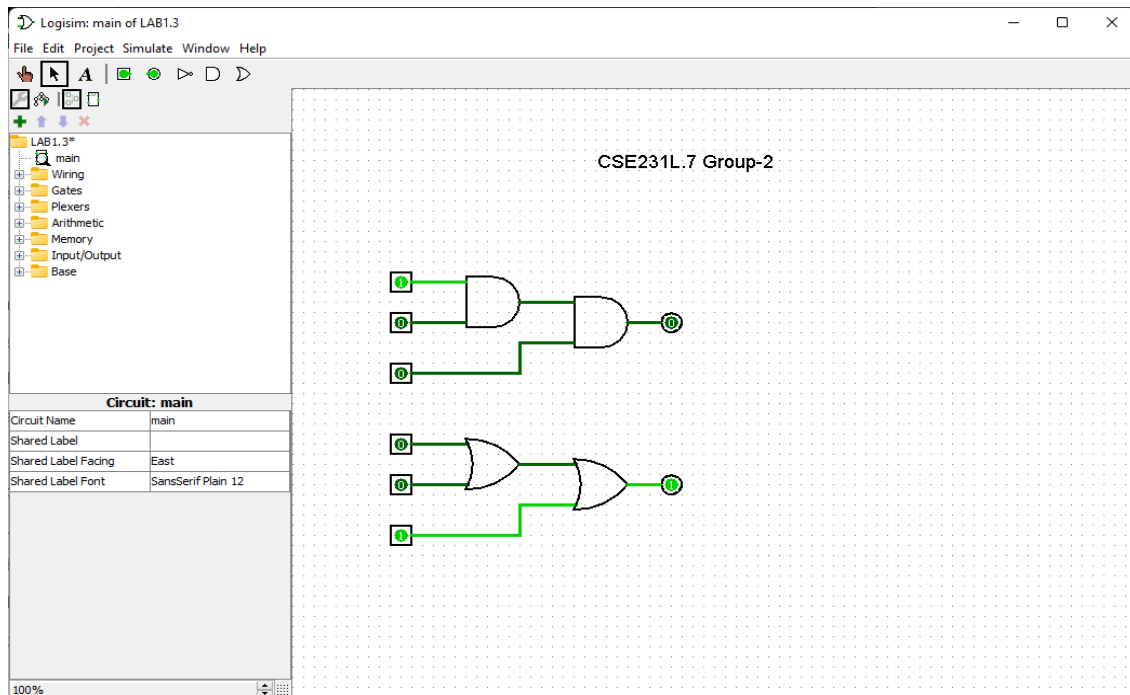 Logisim: main of LAB1.3
File Edit Project Simulate Window Help
A
LAB1.3*
main
Wiring
Gates
Plexers
Arithmetic
Memory
Input/Output
Base
Circuit: main
Circuit Name main
Shared Label
Shared Label Facing East
Shared Label Font SansSerif Plain 12
100%
CSE231L.7 Group-2
1
0
0
0
0
0
1
1